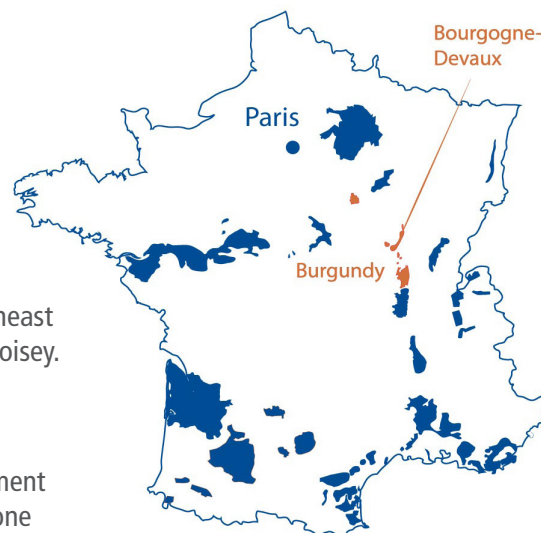 Bourgogne-
Devaux
Paris
Burgundy
heast
oisey.
ment
one